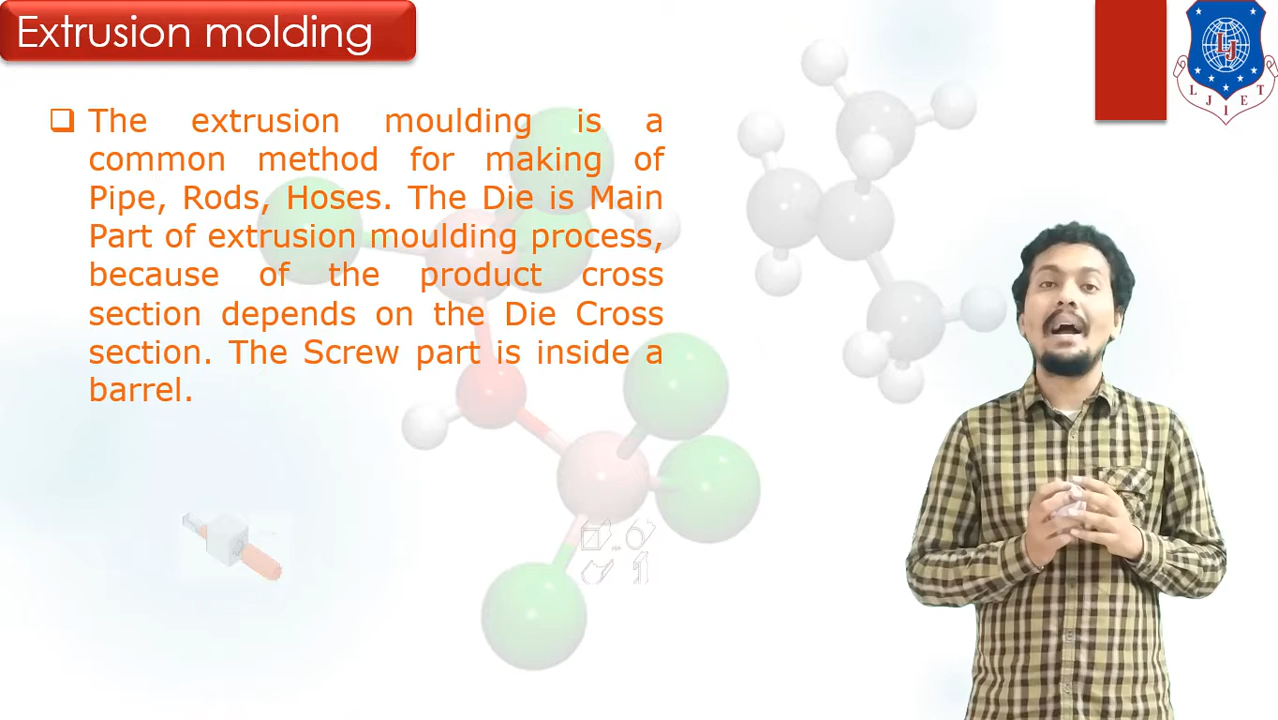 Extrusion molding
The extrusion moulding is a
common method for making of
Pipe, Rods, Hoses. The Die is Main
Part of extrusion moulding process,
because of the product cross
section depends on the Die Cross
section. The Screw part is inside a
barrel.
LJ
LJIET